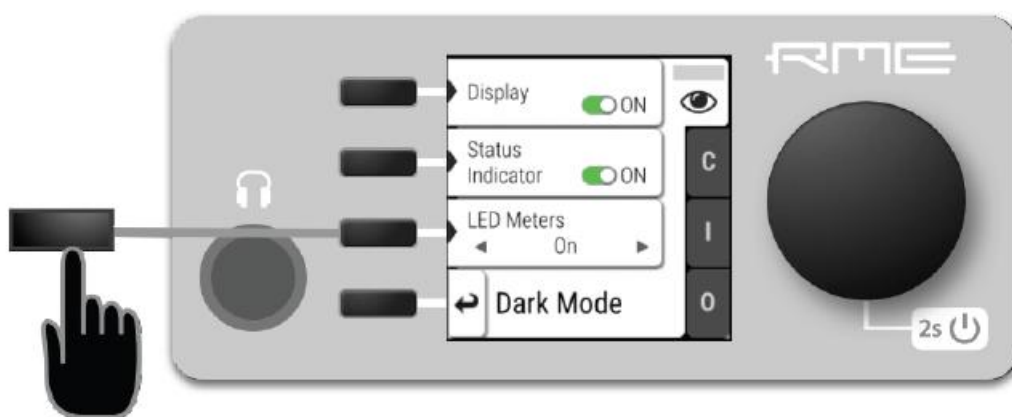 RME
Display
ON
Status
Indicator
ON
LED Meters
On
Dark Mode
C
I
O
2s